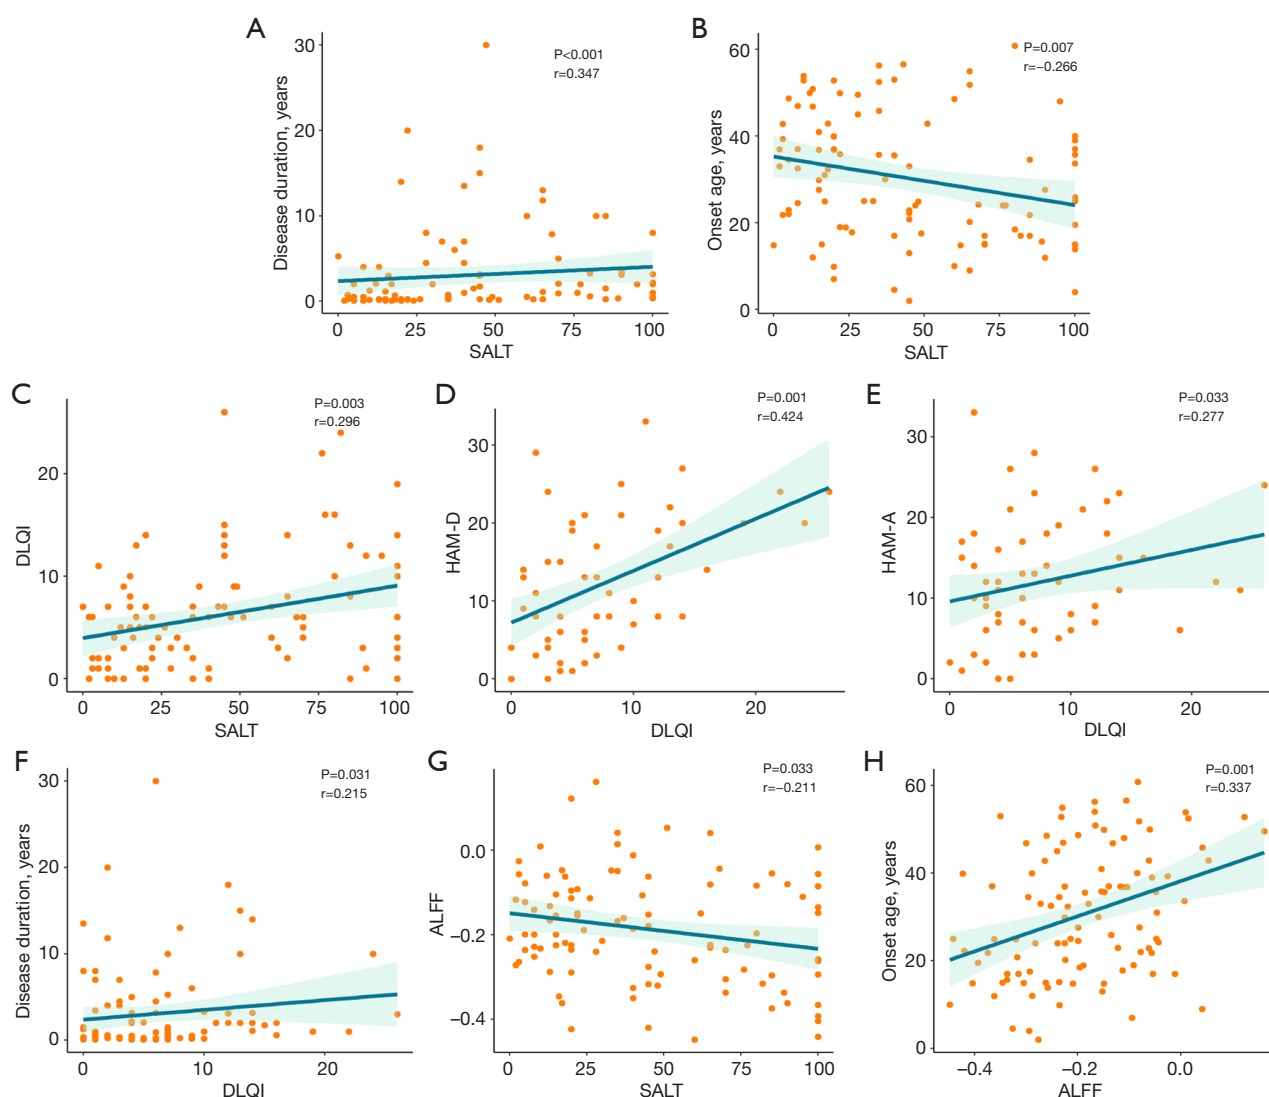 A
P<0.001
r=0.347
Disease duration, years
30
20
10
0
0 25 50 75 100
SALT
B
P=0.007
r=−0.266
Onset age, years
60
40
20
0
0 25 50 75 100
SALT
C
P=0.003
r=0.296
DLQI
20
10
0
0 25 50 75 100
SALT
D
P=0.001
r=0.424
HAM-D
30
20
10
0
0 10 20
DLQI
E
P=0.033
r=0.277
HAM-A
30
20
10
0
0 10 20
DLQI
F
P=0.031
r=0.215
Disease duration, years
30
20
10
0
0 10 20
DLQI
G
P=0.033
r=−0.211
ALFF
0.0
−0.2
−0.4
0 25 50 75 100
SALT
H
P=0.001
r=0.337
Onset age, years
60
40
20
0
−0.4 −0.2 0.0
ALFF